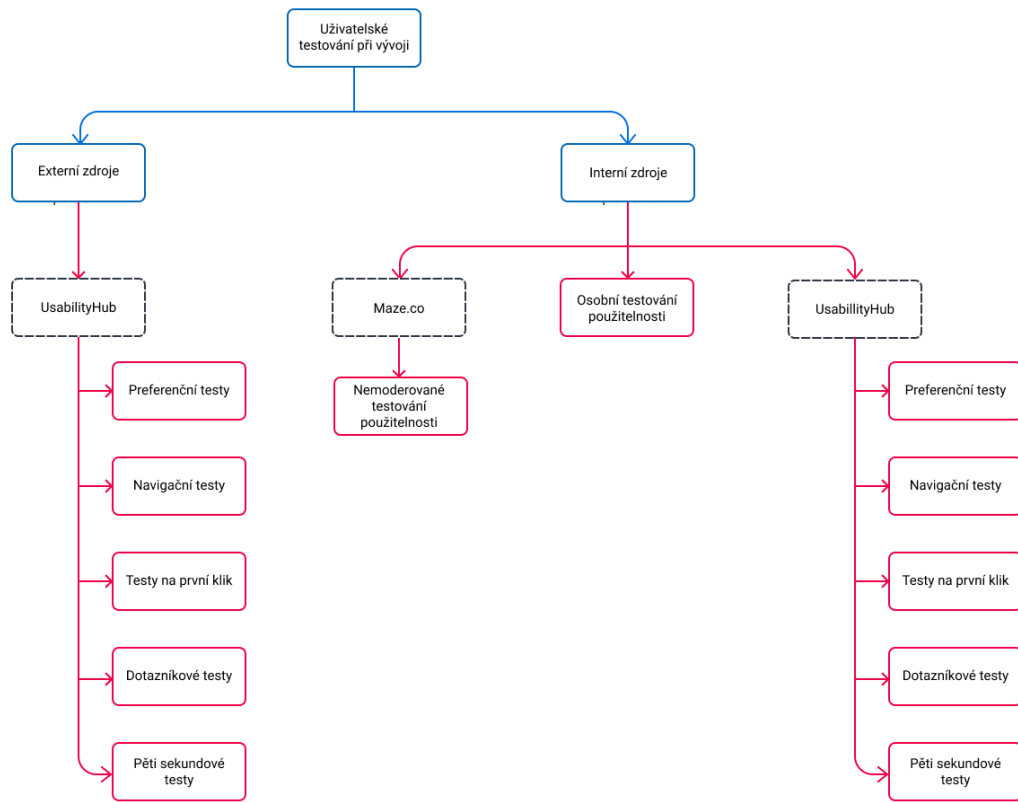 Uživatelské
testování při vývoji
Externí zdroje
Interní zdroje
UsabilityHub
Maze.co
Osobní testování
použitelnosti
UsabillityHub
Preferenční testy
Nemoderované
testování
použitelnosti
Preferenční testy
Navigační testy
Navigační testy
Testy na první klik
Testy na první klik
Dotazníkové testy
Dotazníkové testy
Pěti sekundové
testy
Pěti sekundové
testy